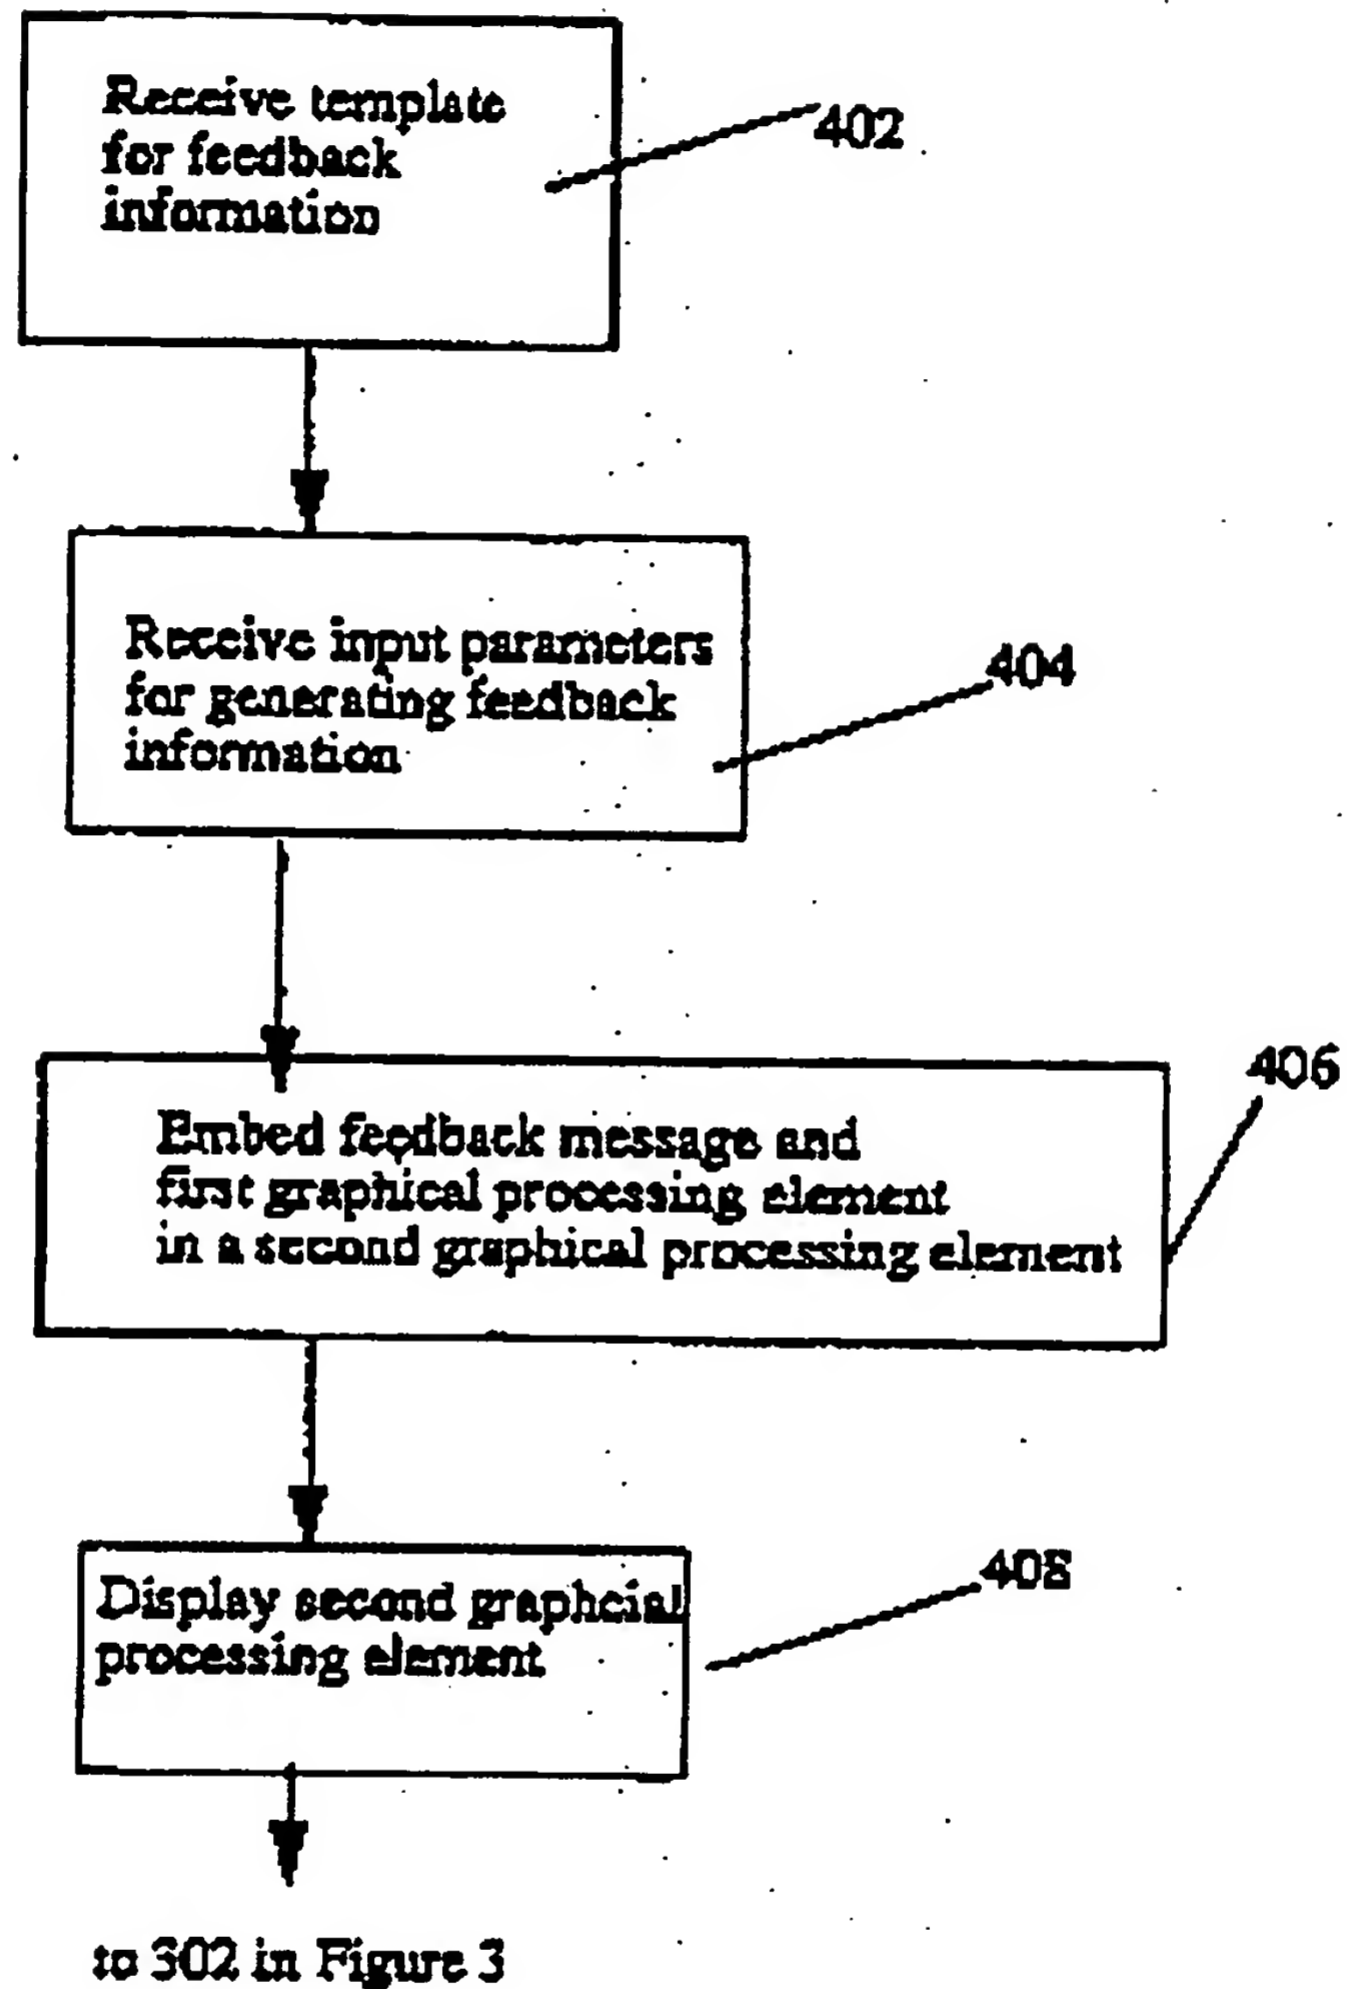 Receive template
for feedback
information
402
Receive input parameters
for generating feedback
information
404
406
Embed feedback message and
first graphical processing element
in a second graphical processing element
Display second graphcial
processing element
408
to 302 in Figure 3